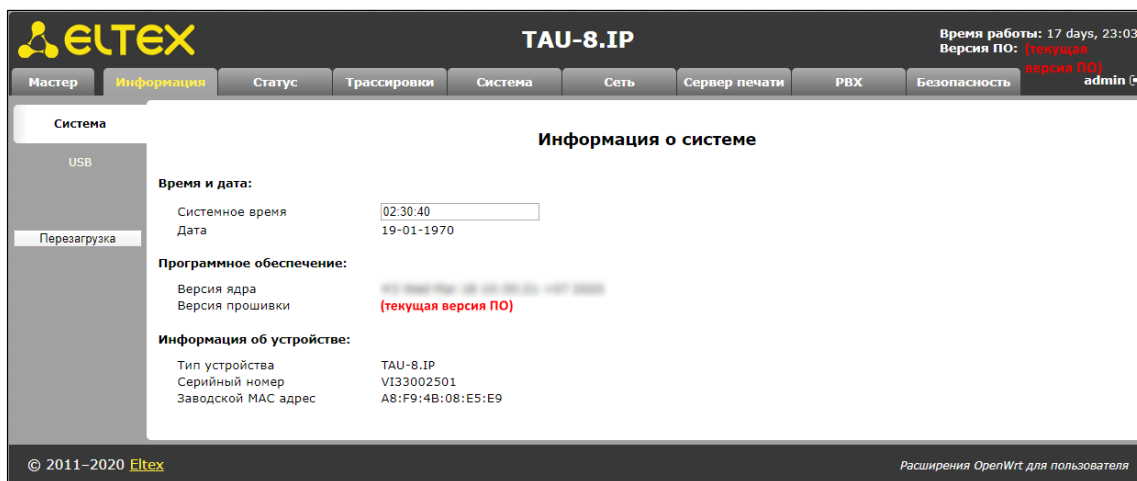 ELTEX
TAU-8.IP
Время работы: 17 days, 23:03
Версия ПО: (текущая
версия ПО)
Мастер Информация Статус Трассировки Система Сеть Сервер печати PBX Безопасность admin
Система
USB
Перезагрузка
Информация о системе
Время и дата:
Системное время 02:30:40
Дата 19-01-1970
Программное обеспечение:
Версия ядра
Версия прошивки (текущая версия ПО)
Информация об устройстве:
Тип устройства TAU-8.IP
Серийный номер VI33002501
Заводской MAC адрес A8:F9:4B:08:E5:E9
© 2011–2020 Eltex
Расширения OpenWrt для пользователя